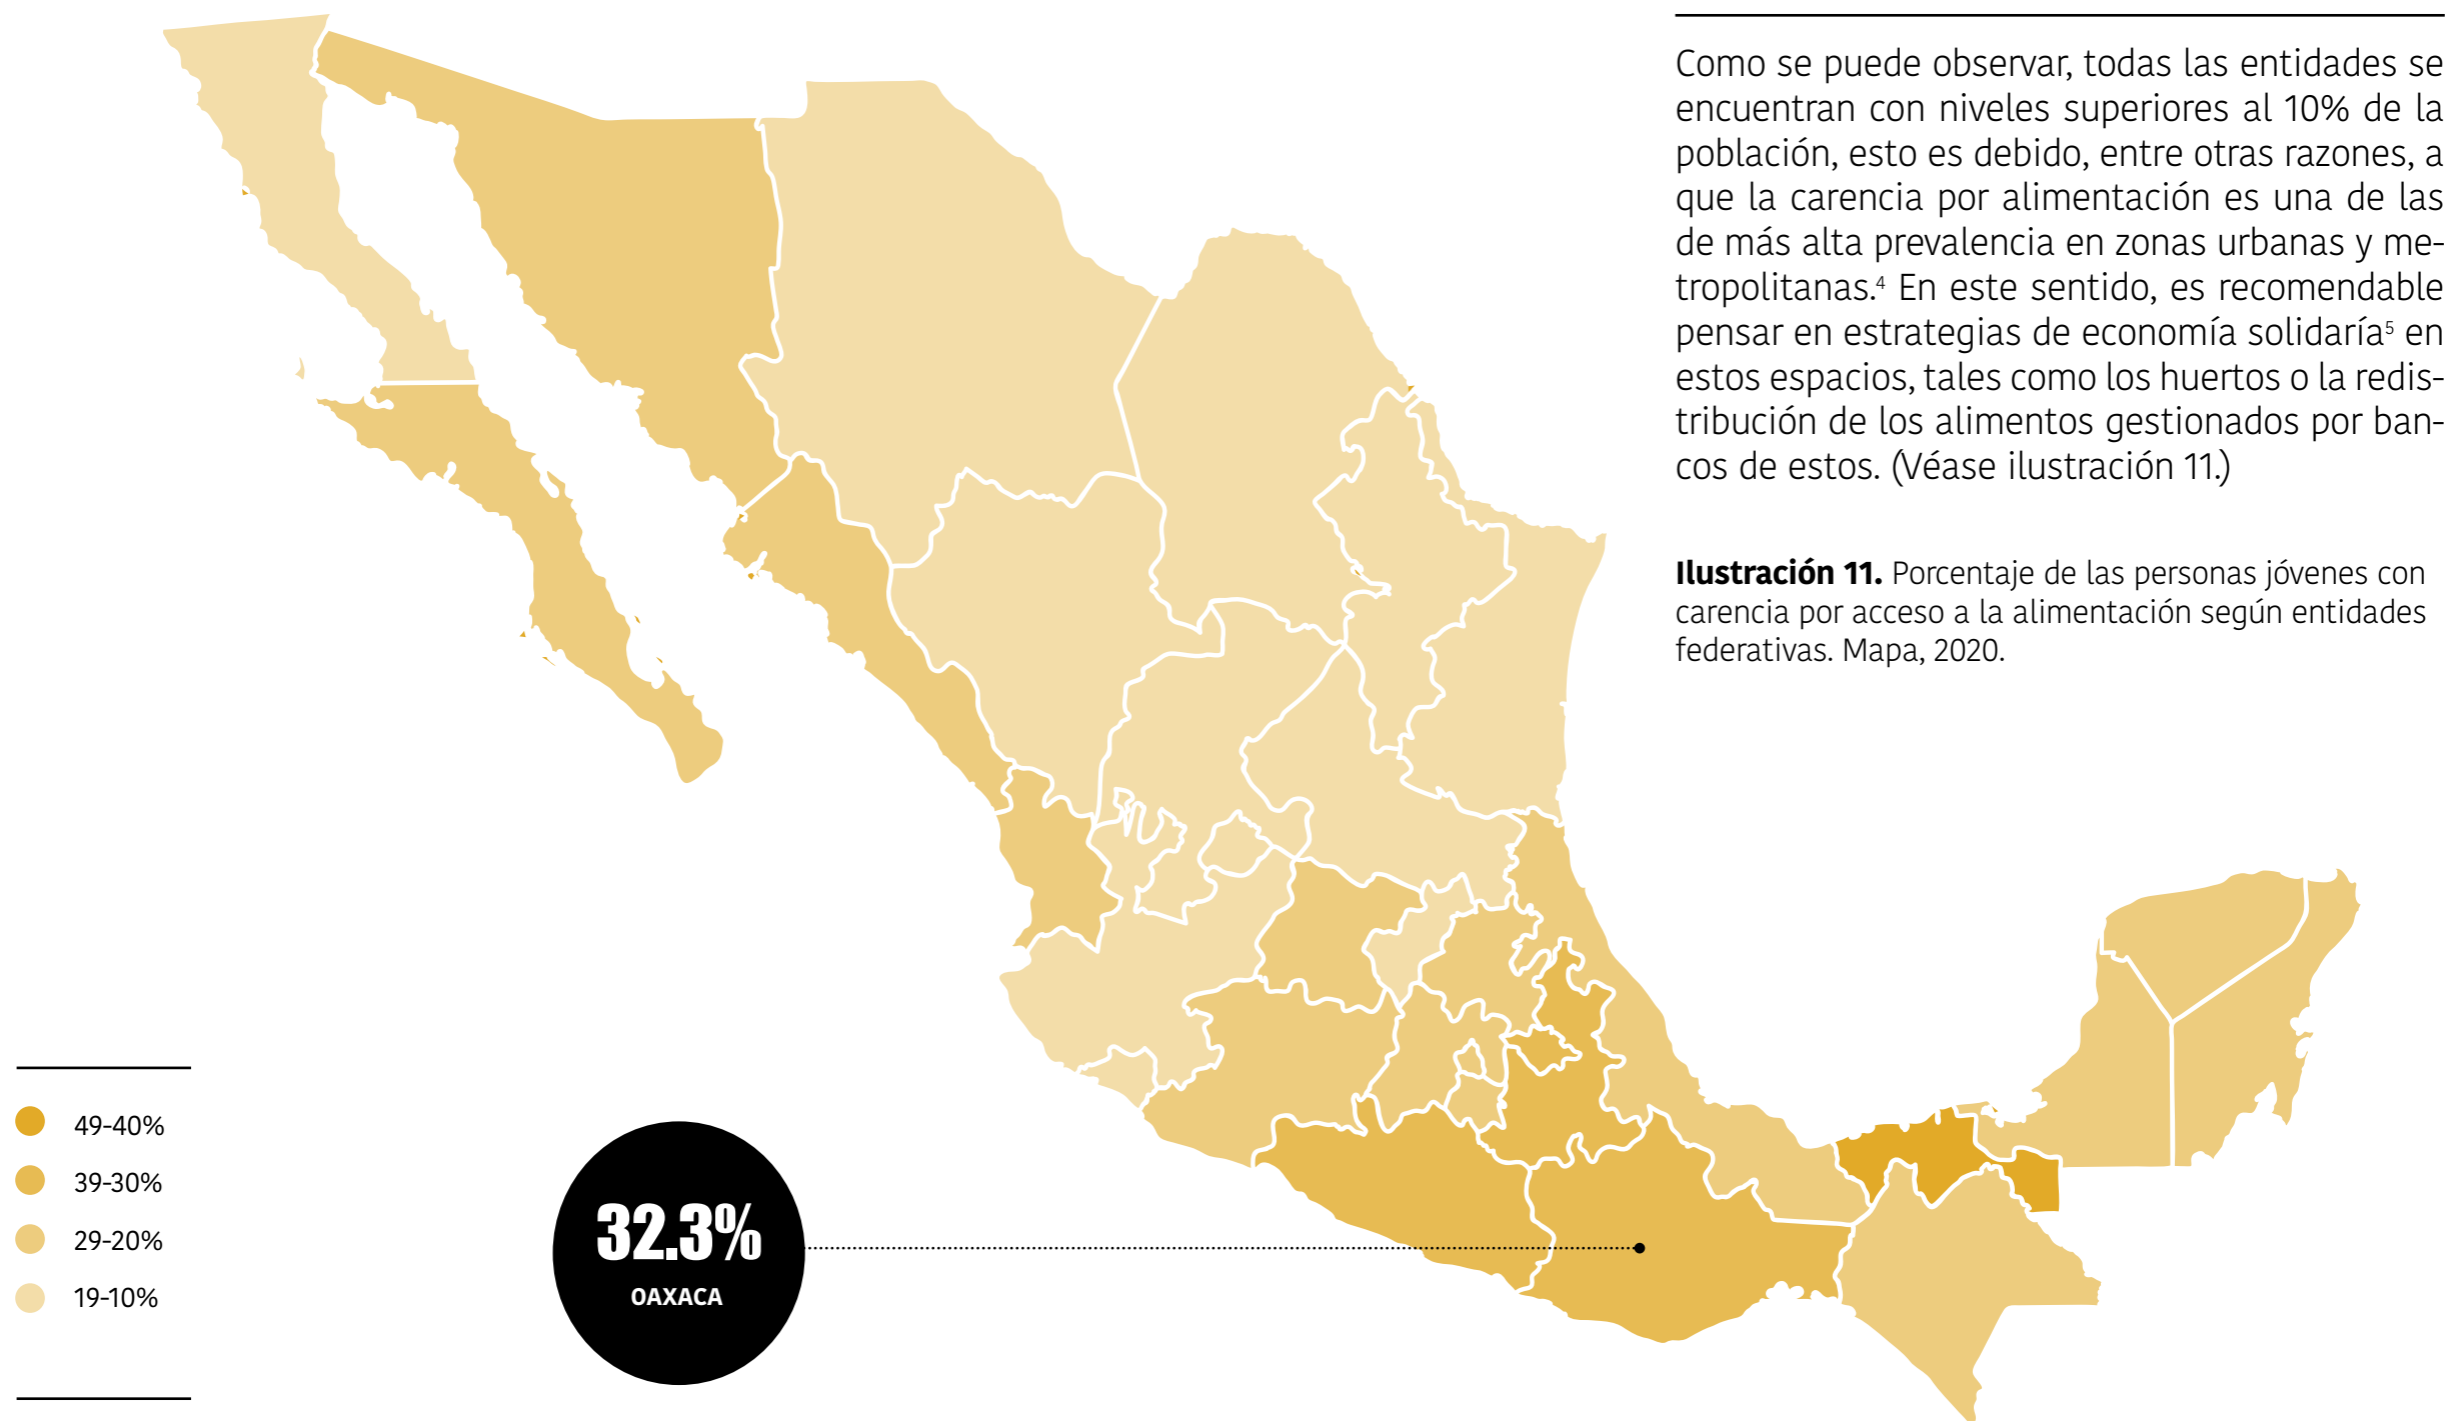 Como se puede observar, todas las entidades se
encuentran con niveles superiores al 10% de la
población, esto es debido, entre otras razones, a
que la carencia por alimentación es una de las
de más alta prevalencia en zonas urbanas y me-
tropolitanas.⁴ En este sentido, es recomendable
pensar en estrategias de economía solidaría⁵ en
estos espacios, tales como los huertos o la redis-
tribución de los alimentos gestionados por ban-
cos de estos. (Véase ilustración 11.)
Ilustración 11. Porcentaje de las personas jóvenes con
carencia por acceso a la alimentación según entidades
federativas. Mapa, 2020.
49-40%
39-30%
29-20%
19-10%
32.3%
OAXACA